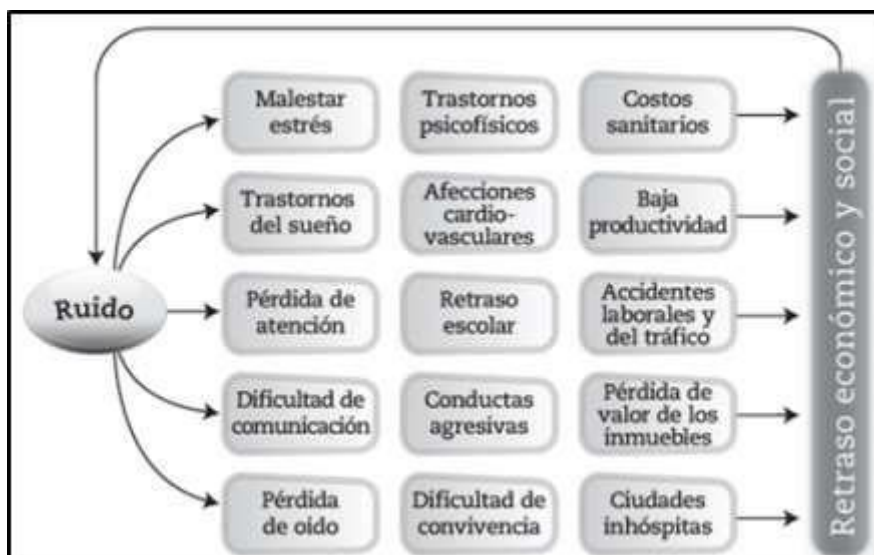 Malestar
estrés
Trastornos
psicofísicos
Costos
sanitarios
Trastornos
del sueño
Afecciones
cardio-
vasculares
Baja
productividad
Ruido
Pérdida de
atención
Retraso
escolar
Accidentes
laborales y
del tráfico
Dificultad de
comunicación
Conductas
agresivas
Pérdida de
valor de los
inmuebles
Pérdida
de oido
Dificultad de
convivencia
Ciudades
inhóspitas
Retraso económico y social